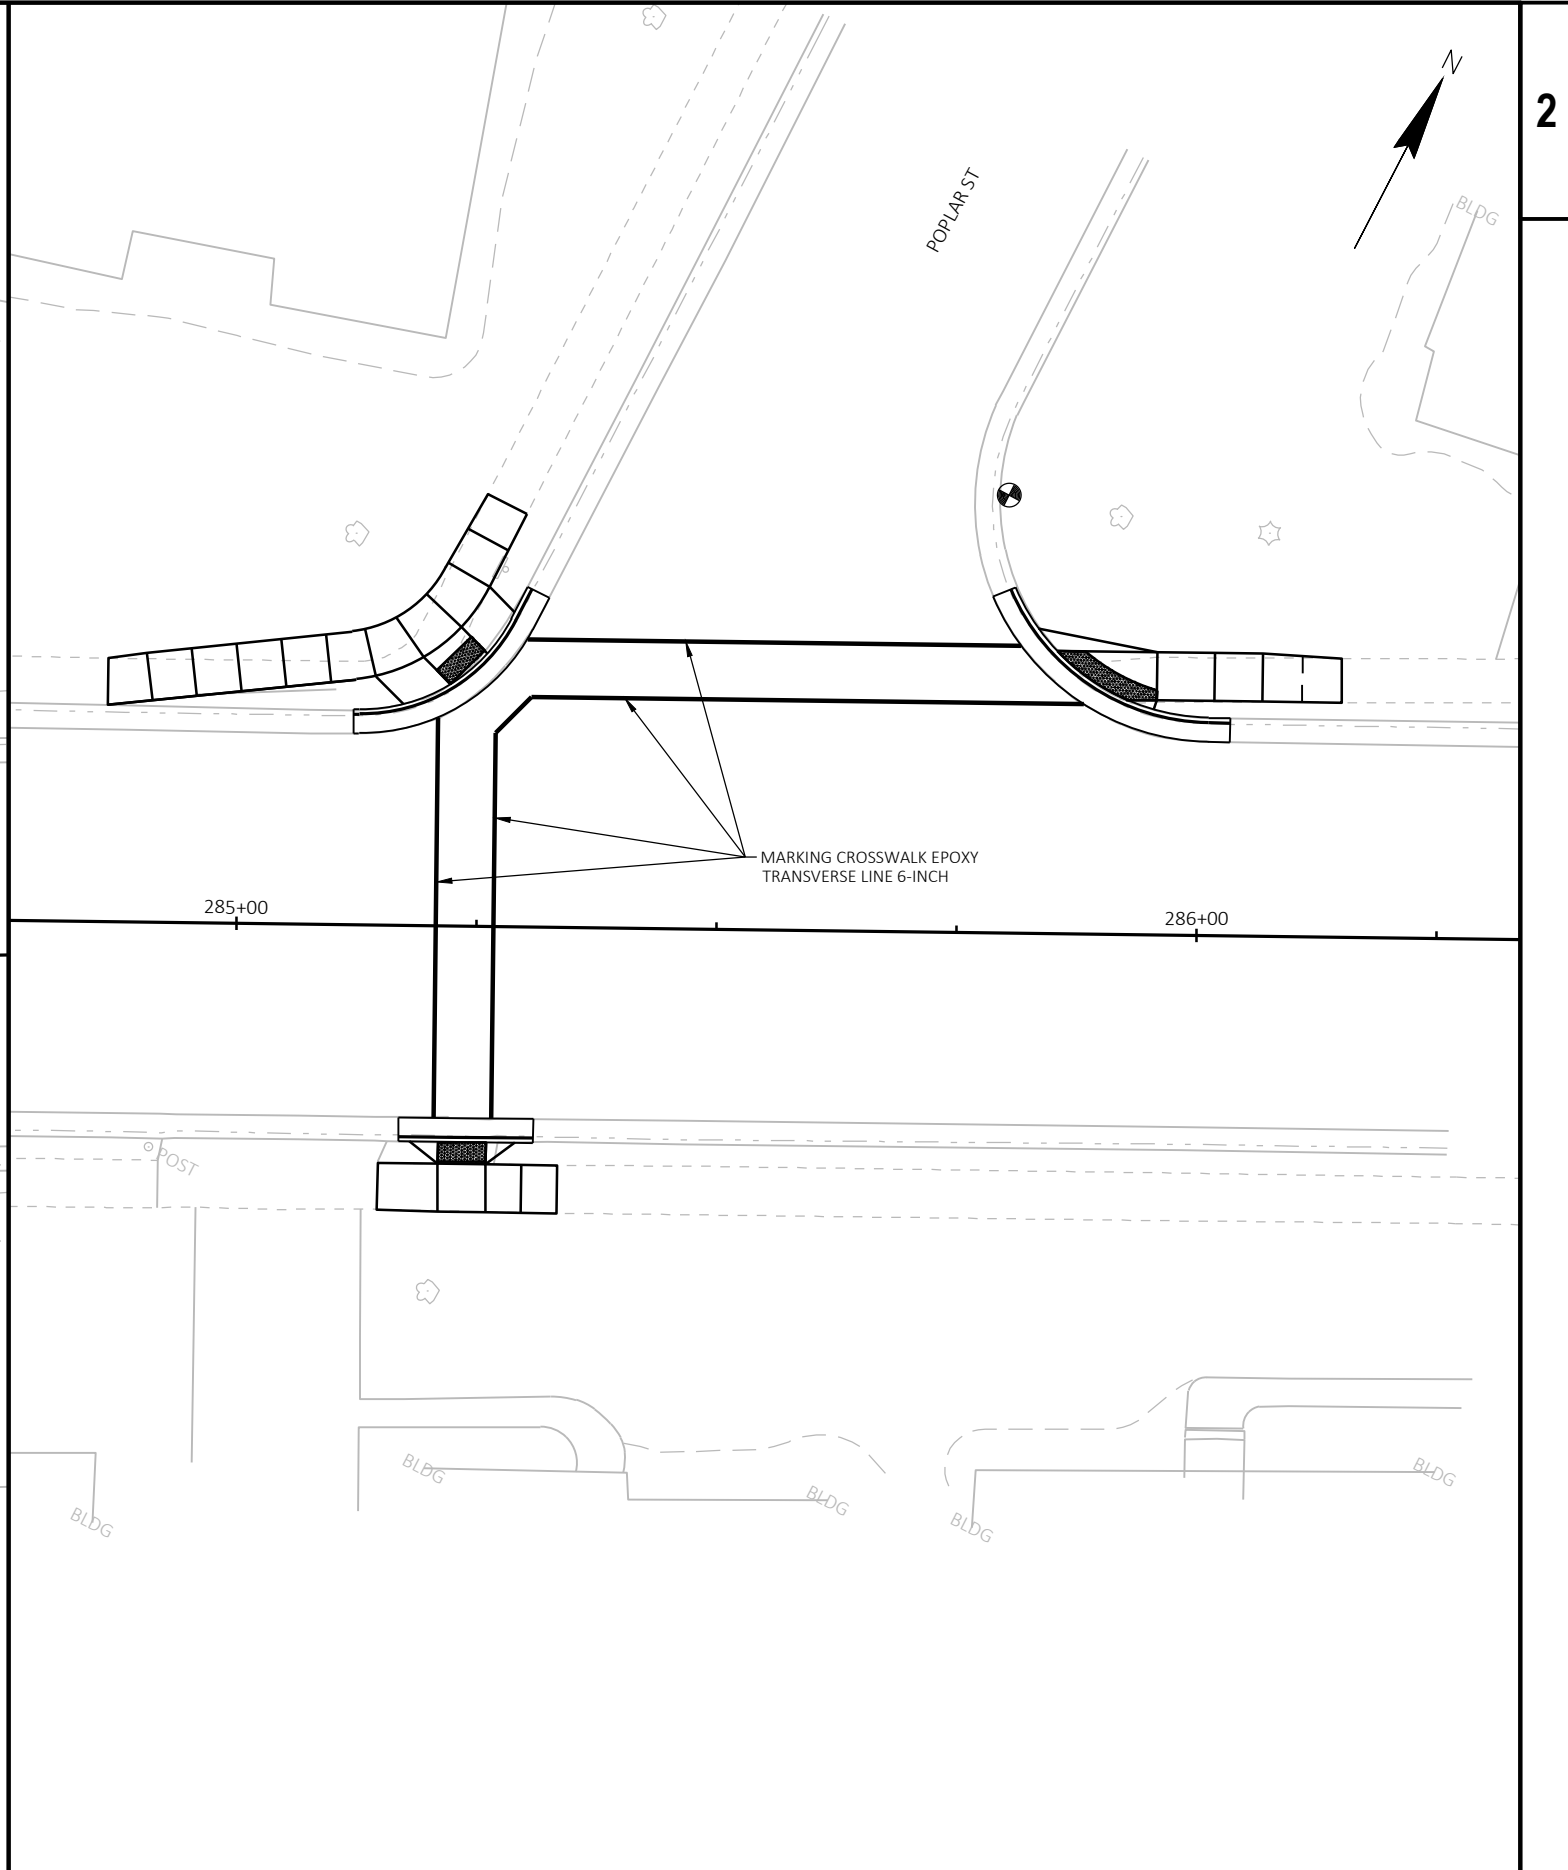 N
2
POPLAR ST
BLDG
MARKING CROSSWALK EPOXY
TRANSVERSE LINE 6-INCH
285+00
286+00
POST
BLDG
BLDG
BLDG
BLDG
BLDG